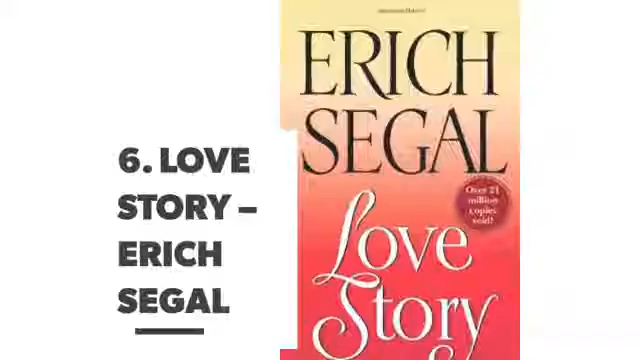 6. LOVE
STORY –
ERICH
SEGAL
ERICH
SEGAL
Over 21
million
copies
sold!
Love
Story